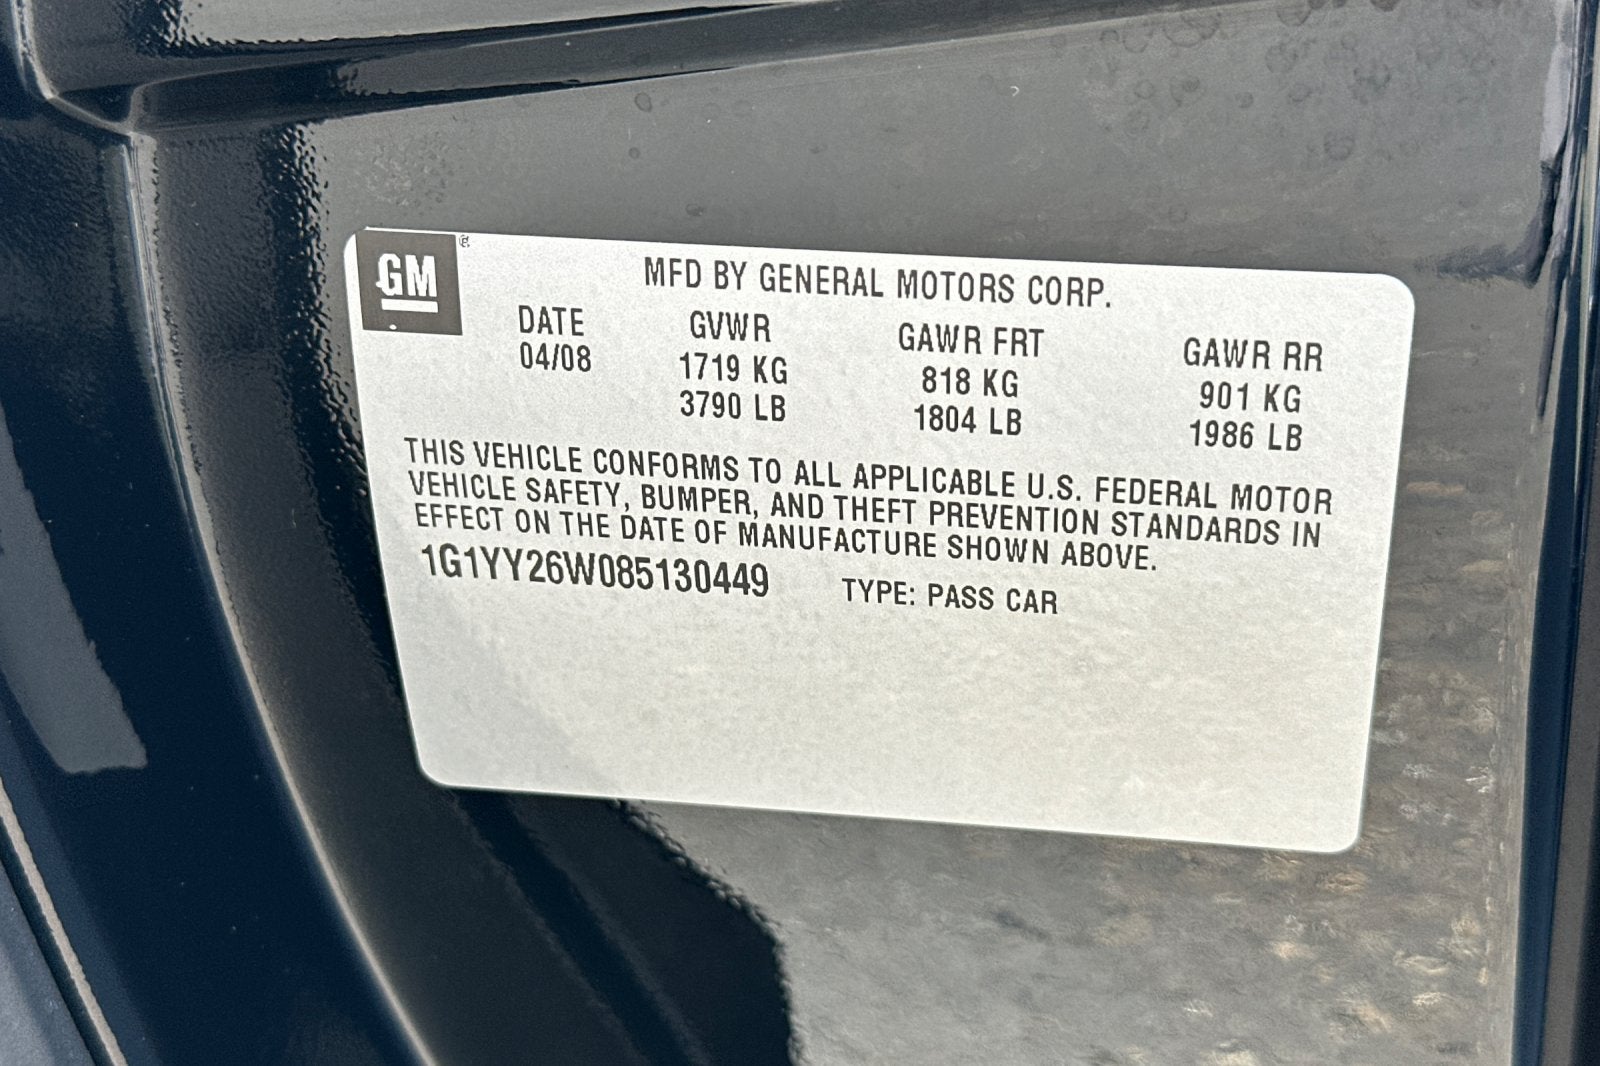 GM ®
MFD BY GENERAL MOTORS CORP.
DATE GVWR GAWR FRT GAWR RR
04/08 1719 KG 818 KG 901 KG
3790 LB 1804 LB 1986 LB
THIS VEHICLE CONFORMS TO ALL APPLICABLE U.S. FEDERAL MOTOR
VEHICLE SAFETY, BUMPER, AND THEFT PREVENTION STANDARDS IN
EFFECT ON THE DATE OF MANUFACTURE SHOWN ABOVE.
1G1YY26W085130449 TYPE: PASS CAR